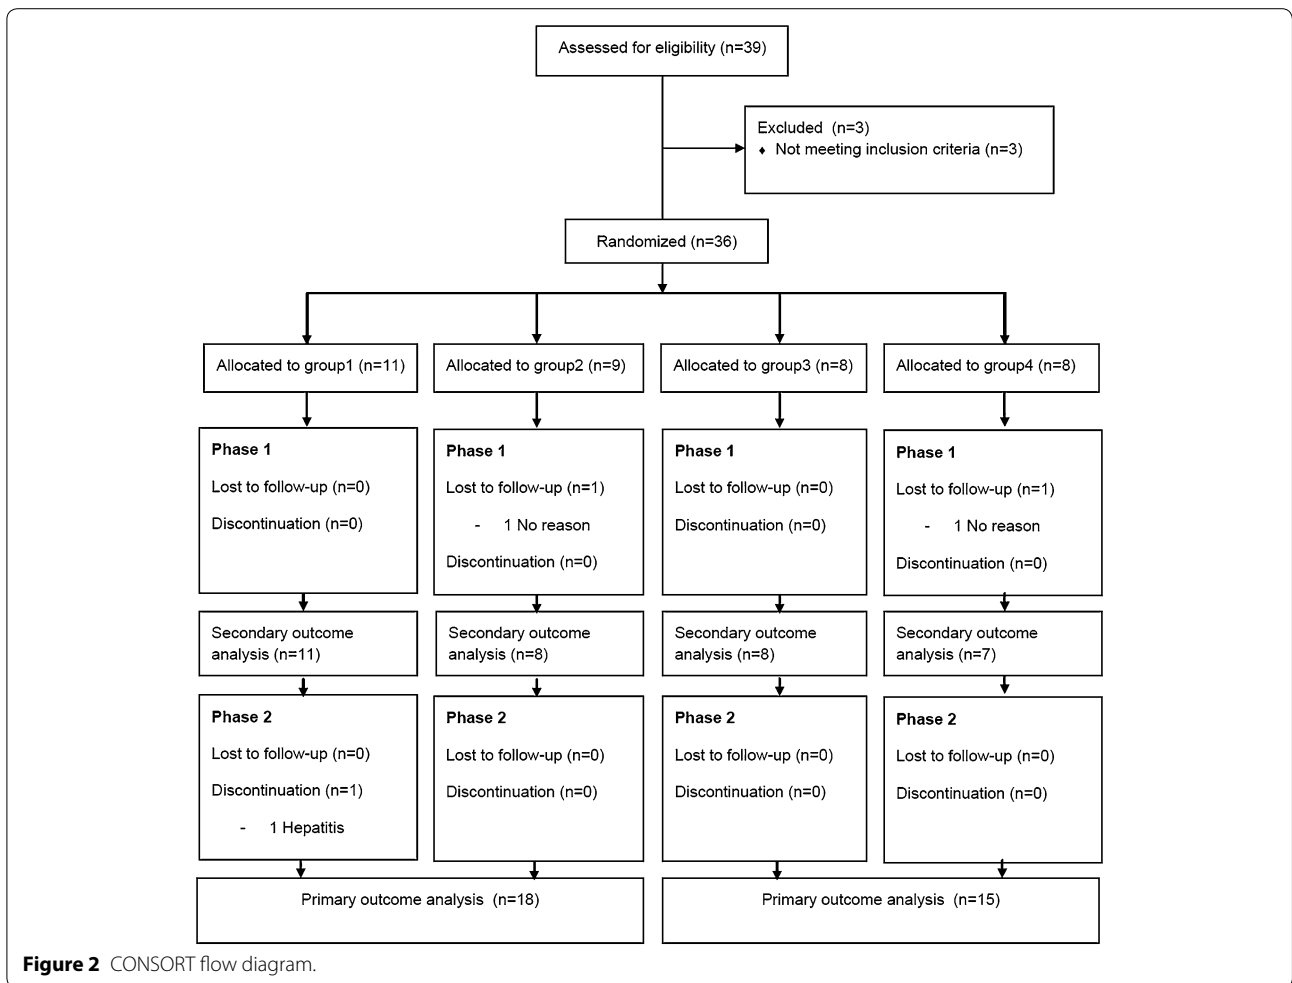 Assessed for eligibility (n=39)
Excluded (n=3)
♦ Not meeting inclusion criteria (n=3)
Randomized (n=36)
Allocated to group1 (n=11)
Allocated to group2 (n=9)
Allocated to group3 (n=8)
Allocated to group4 (n=8)
Phase 1
Lost to follow-up (n=0)
Discontinuation (n=0)
Phase 1
Lost to follow-up (n=1)
- 1 No reason
Discontinuation (n=0)
Phase 1
Lost to follow-up (n=0)
Discontinuation (n=0)
Phase 1
Lost to follow-up (n=1)
- 1 No reason
Discontinuation (n=0)
Secondary outcome
analysis (n=11)
Secondary outcome
analysis (n=8)
Secondary outcome
analysis (n=8)
Secondary outcome
analysis (n=7)
Phase 2
Lost to follow-up (n=0)
Discontinuation (n=1)
- 1 Hepatitis
Phase 2
Lost to follow-up (n=0)
Discontinuation (n=0)
Phase 2
Lost to follow-up (n=0)
Discontinuation (n=0)
Phase 2
Lost to follow-up (n=0)
Discontinuation (n=0)
Primary outcome analysis (n=18)
Primary outcome analysis (n=15)
Figure 2 CONSORT flow diagram.